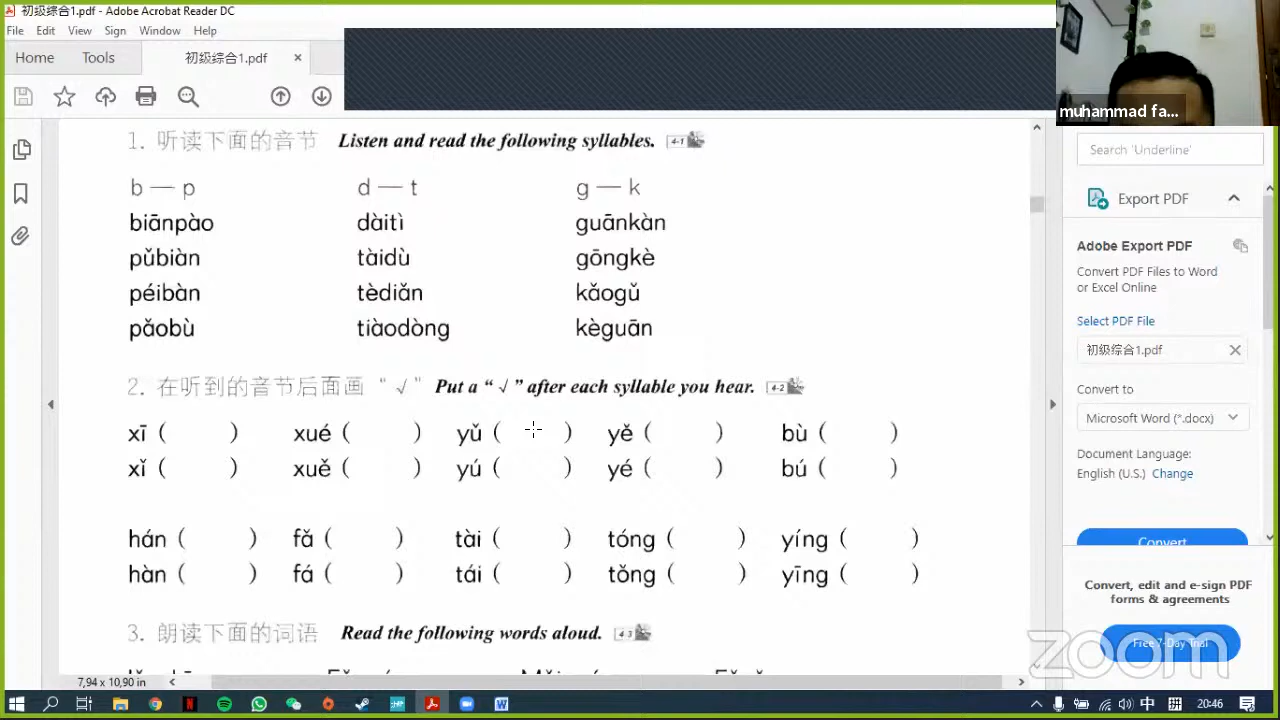 初级综合1.pdf - Adobe Acrobat Reader DC
File Edit View Sign Window Help
Home Tools 初级综合1.pdf ×
muhammad fa...
Search 'Underline'
1. 听读下面的音节 Listen and read the following syllables. 4-1
b — p d — t g — k
biānpào dàitì guānkàn
pǔbiàn tàidù gōngkè
péibàn tèdiǎn kǎogǔ
pǎobù tiàodòng kèguān
2. 在听到的音节后面画 “ √ ” Put a “ √ ” after each syllable you hear. 4-2
xī ( ) xué ( ) yǔ ( ) yě ( ) bù ( )
xǐ ( ) xuě ( ) yú ( ) yé ( ) bú ( )
hán ( ) fǎ ( ) tài ( ) tóng ( ) yíng ( )
hàn ( ) fá ( ) tái ( ) tǒng ( ) yīng ( )
3. 朗读下面的词语 Read the following words aloud. 4-3
7,94 x 10,90 in
Export PDF
Adobe Export PDF
Convert PDF Files to Word
or Excel Online
Select PDF File
初级综合1.pdf
Convert to
Microsoft Word (*.docx)
Document Language:
English (U.S.) Change
Convert
Convert, edit and e-sign PDF
forms & agreements
Free 7-Day Trial
zoom
中 拼 20:46